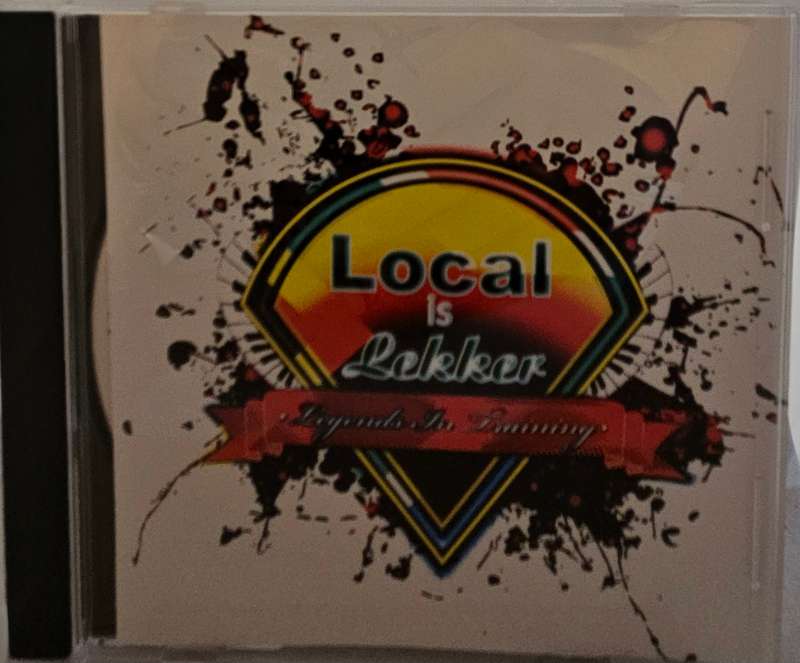 Local
is
Lekker
Legends In Training